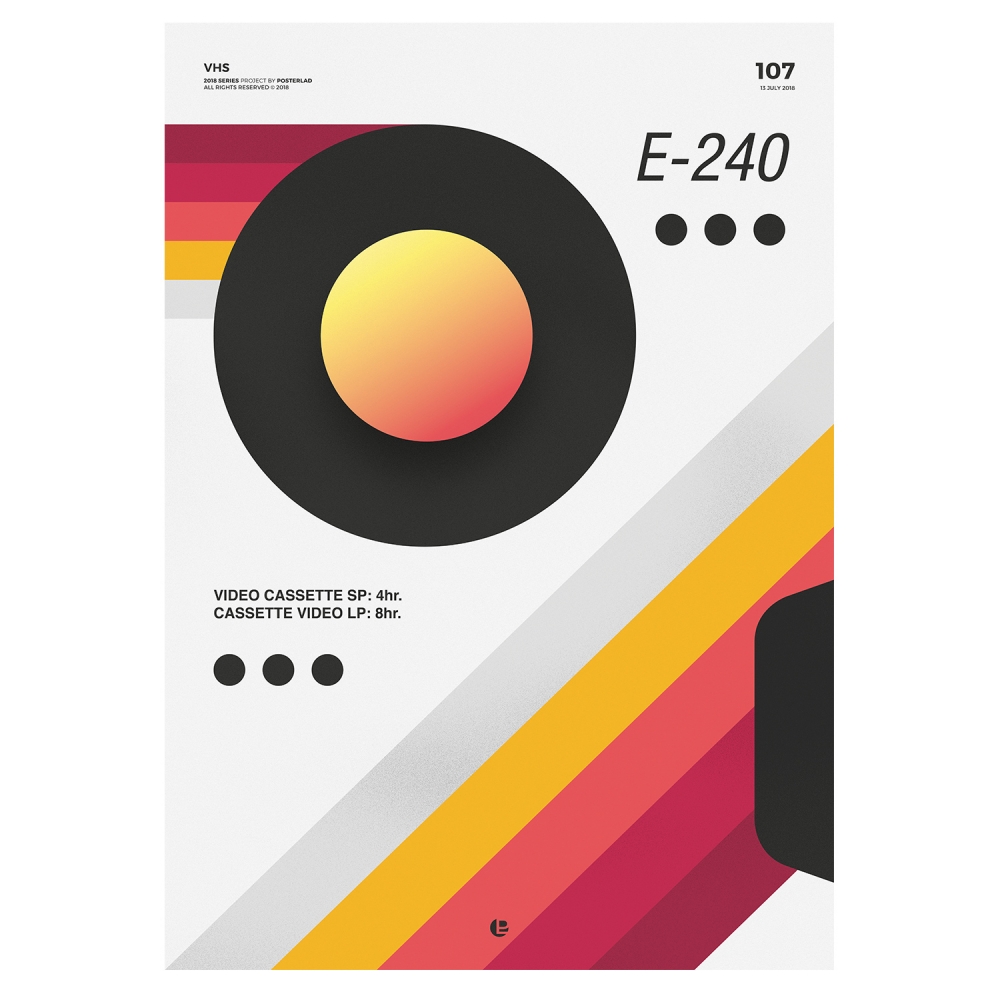 VHS
2018 SERIES PROJECT BY POSTERLAD
ALL RIGHTS RESERVED © 2018
107
13 JULY 2018
E-240
VIDEO CASSETTE SP: 4hr.
CASSETTE VIDEO LP: 8hr.